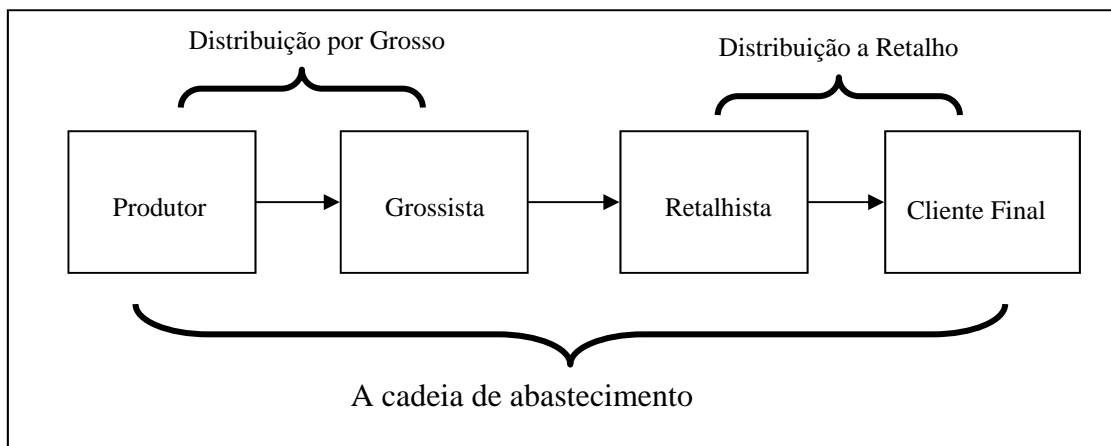 Distribuição por Grosso
Distribuição a Retalho
Produtor
Grossista
Retalhista
Cliente Final
A cadeia de abastecimento